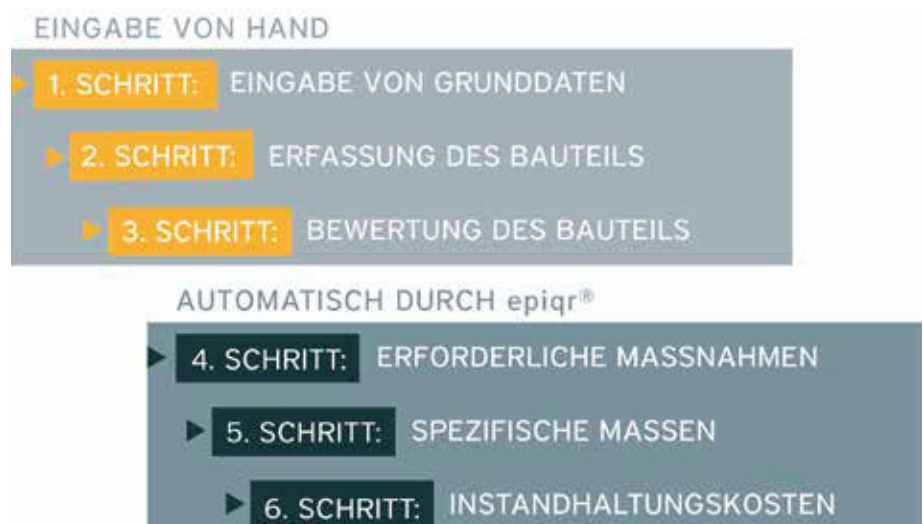 EINGABE VON HAND
1. SCHRITT: EINGABE VON GRUNDDATEN
2. SCHRITT: ERFASSUNG DES BAUTEILS
3. SCHRITT: BEWERTUNG DES BAUTEILS
AUTOMATISCH DURCH epiqr®
4. SCHRITT: ERFORDERLICHE MASSNAHMEN
5. SCHRITT: SPEZIFISCHE MASSEN
6. SCHRITT: INSTANDHALTUNGSKOSTEN